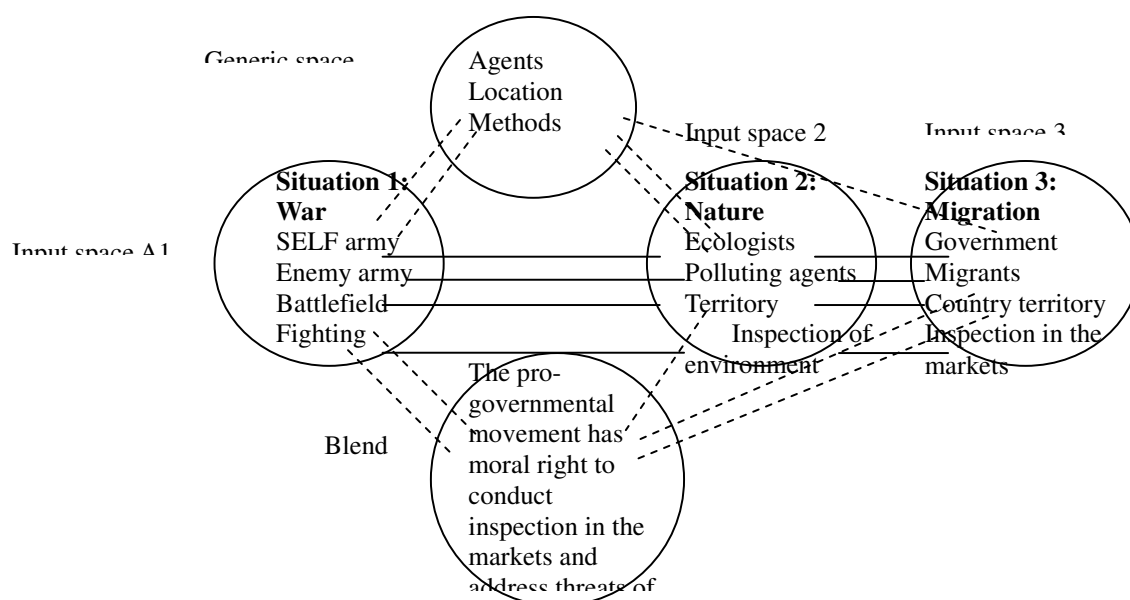 Generic space
Agents
Location
Methods
Input space 2
Input space 3
Input space A1
Situation 1:
War
SELF army
Enemy army
Battlefield
Fighting
Situation 2:
Nature
Ecologists
Polluting agents
Territory
Inspection of
environment
Situation 3:
Migration
Government
Migrants
Country territory
Inspection in the
markets
Blend
The pro-
governmental
movement has
moral right to
conduct
inspection in the
markets and
address threats of